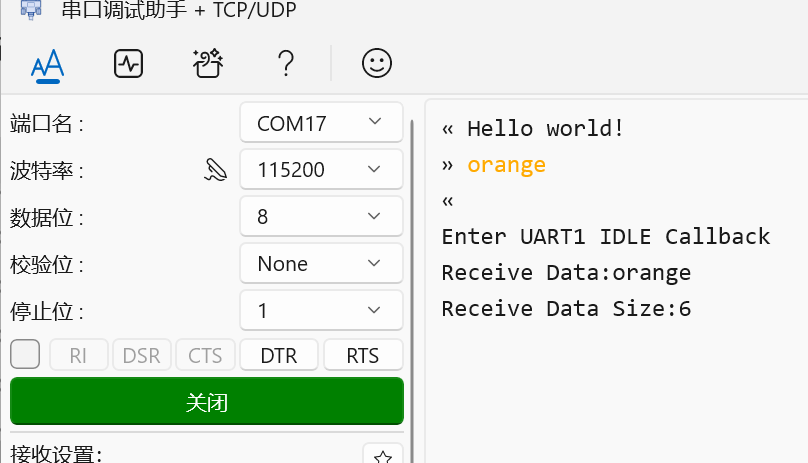 串口调试助手 + TCP/UDP
端口名 :
COM17
波特率 :
115200
数据位 :
8
校验位 :
None
停止位 :
1
RI DSR CTS DTR RTS
关闭
接收设置:
« Hello world!
» orange
«
Enter UART1 IDLE Callback
Receive Data:orange
Receive Data Size:6